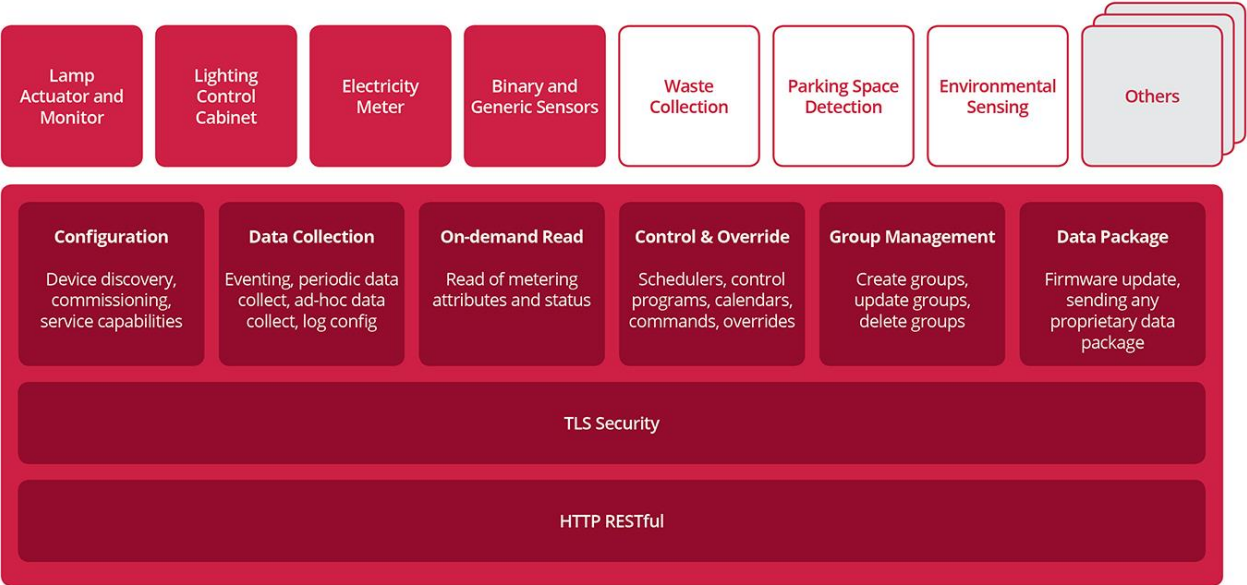 Lamp
Actuator and
Monitor
Lighting
Control
Cabinet
Electricity
Meter
Binary and
Generic Sensors
Waste
Collection
Parking Space
Detection
Environmental
Sensing
Others
Configuration
Device discovery,
commissioning,
service capabilities
Data Collection
Eventing, periodic data
collect, ad-hoc data
collect, log config
On-demand Read
Read of metering
attributes and status
Control & Override
Schedulers, control
programs, calendars,
commands, overrides
Group Management
Create groups,
update groups,
delete groups
Data Package
Firmware update,
sending any
proprietary data
package
TLS Security
HTTP RESTful